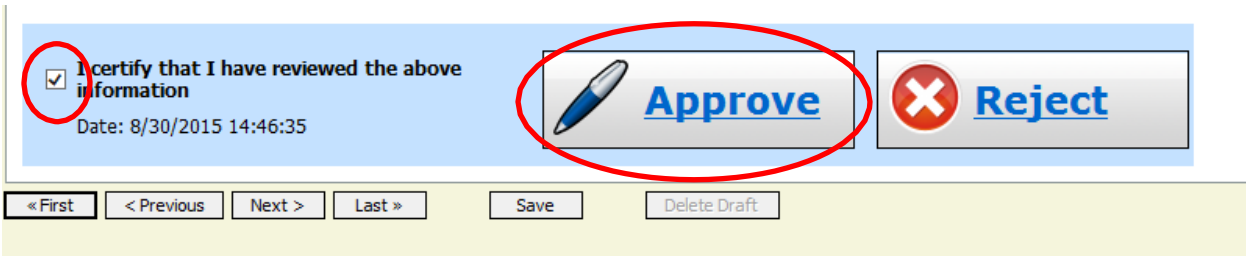 I certify that I have reviewed the above
information
Date: 8/30/2015 14:46:35
Approve
Reject
« First < Previous Next > Last » Save Delete Draft